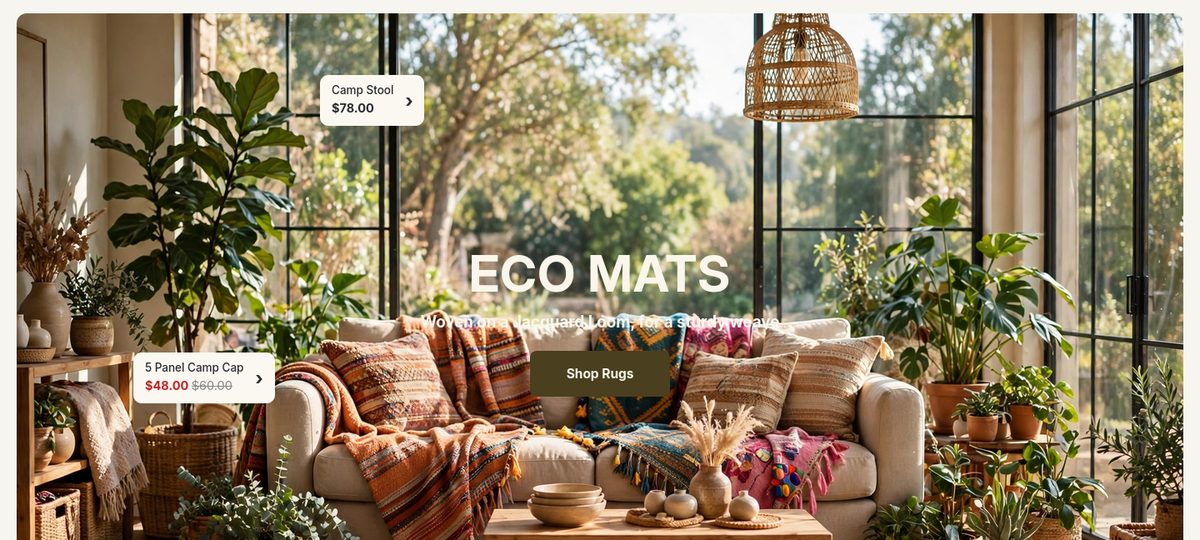 Camp Stool
$78.00
ECO MATS
Woven on a Jacquard Loom, for a sturdy weave
5 Panel Camp Cap
$48.00 $60.00
Shop Rugs